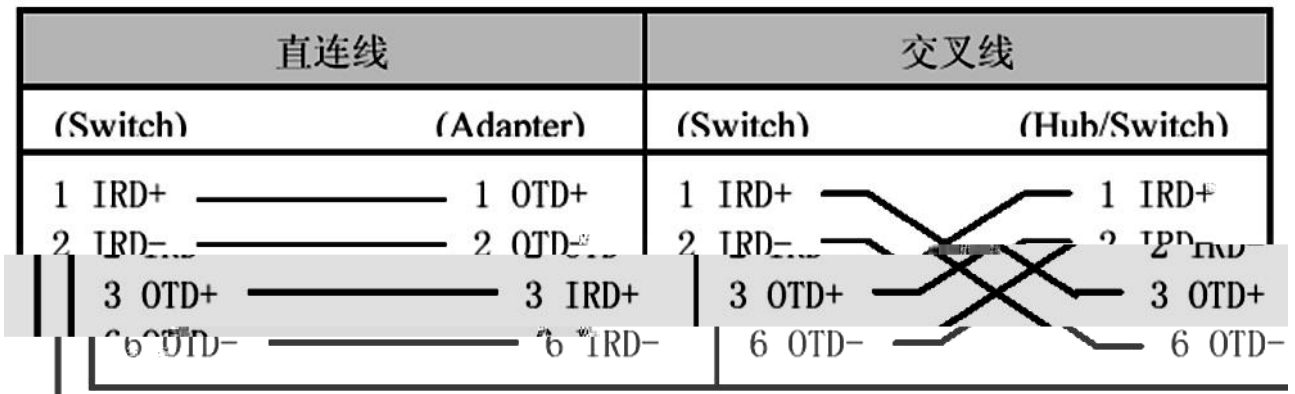 直连线 交叉线
(Switch) (Adapter) (Switch) (Hub/Switch)
1 IRD+ 1 OTD+ 1 IRD+ 1 IRD+
2 IRD- 2 OTD- 2 IRD- 2 IRD-
3 OTD+ 3 IRD+ 3 OTD+ 3 OTD+
6 OTD- 6 IRD- 6 OTD- 6 OTD-